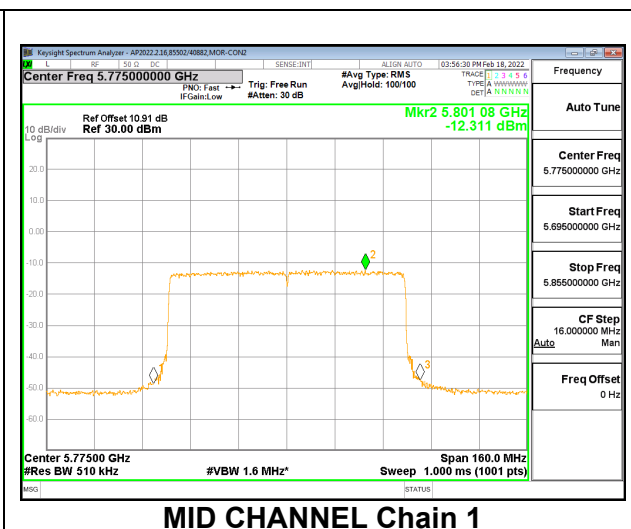 Keysight Spectrum Analyzer - AP2022.2.16,85502/40882,MOR-CON2
L RF 50 Ω DC SENSE:INT ALIGN AUTO 03:56:30 PM Feb 18, 2022
Center Freq 5.775000000 GHz
PNO: Fast
IFGain:Low
Trig: Free Run
#Atten: 30 dB
#Avg Type: RMS
Avg|Hold: 100/100
TRACE 1 2 3 4 5 6
TYPE A WWWWW
DET A N N N N N
Frequency
Auto Tune
Center Freq
5.775000000 GHz
Start Freq
5.695000000 GHz
Stop Freq
5.855000000 GHz
CF Step
16.000000 MHz
Auto Man
Freq Offset
0 Hz
Mkr2 5.801 08 GHz
-12.311 dBm
Ref Offset 10.91 dB
10 dB/div Ref 30.00 dBm
Log
20.0
10.0
0.00
-10.0
-20.0
-30.0
-40.0
-50.0
-60.0
1
2
3
Center 5.77500 GHz Span 160.0 MHz
#Res BW 510 kHz #VBW 1.6 MHz* Sweep 1.000 ms (1001 pts)
MSG STATUS
MID CHANNEL Chain 1